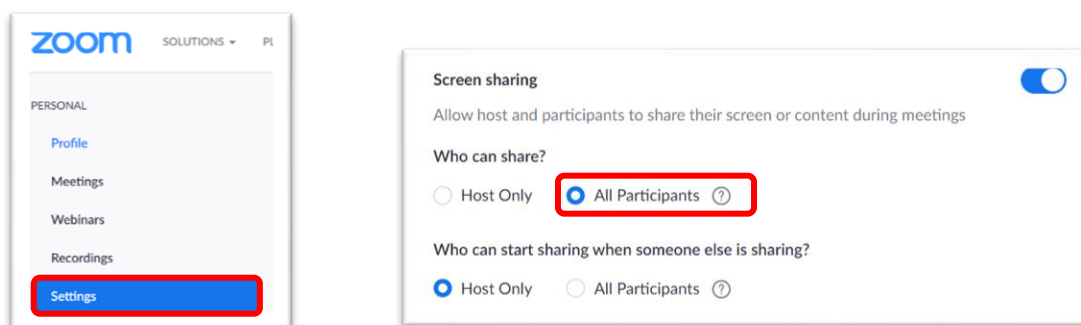 zoom SOLUTIONS PL
PERSONAL
Profile
Meetings
Webinars
Recordings
Settings
Screen sharing
Allow host and participants to share their screen or content during meetings
Who can share?
Host Only All Participants ?
Who can start sharing when someone else is sharing?
Host Only All Participants ?